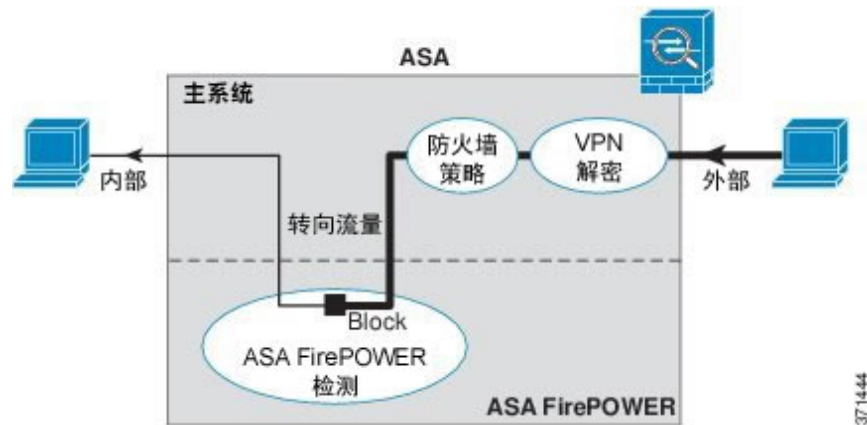 ASA
主系统
防火墙
策略
VPN
解密
内部
外部
转向流量
Block
ASA FirePOWER
检测
ASA FirePOWER
371444